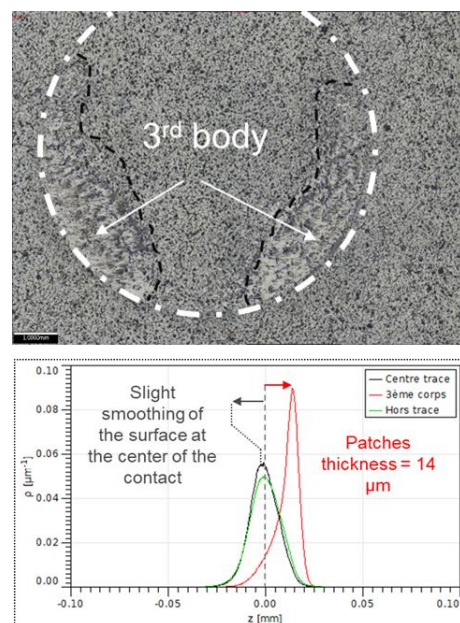 3rd body
1.0000mm
0.10
0.08
0.06
0.04
0.02
0.00
ρ [µm⁻¹]
Slight
smoothing of
the surface at
the center of the
contact
Centre trace
3ème corps
Hors trace
Patches
thickness = 14
µm
-0.10
-0.05
0.00
0.05
0.10
z [mm]